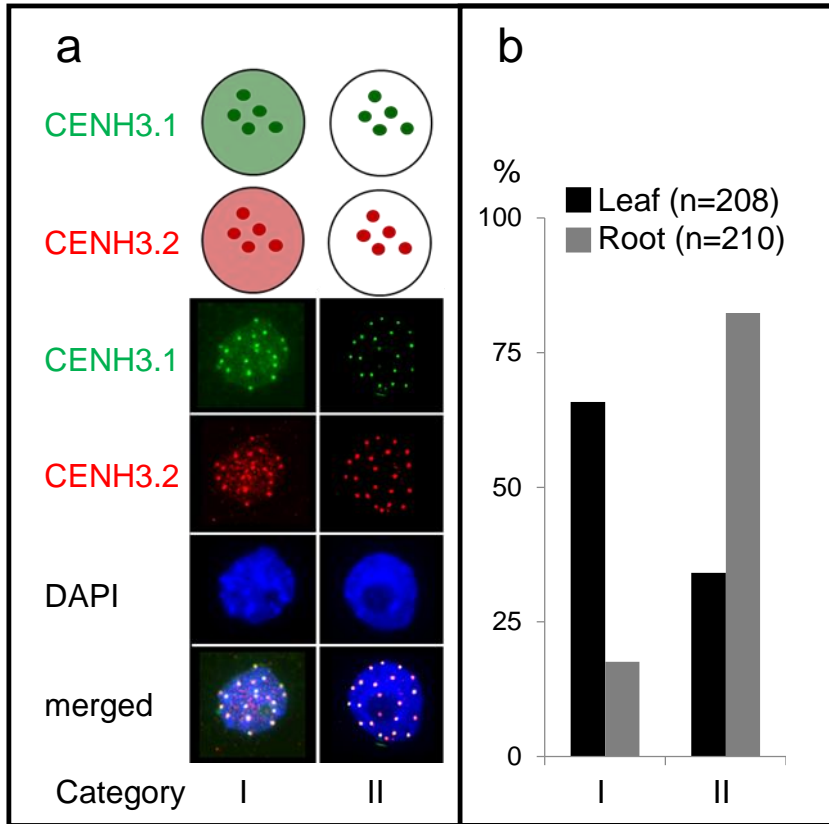 a
CENH3.1
CENH3.2
CENH3.1
CENH3.2
DAPI
merged
Category I II
b
%
Leaf (n=208)
Root (n=210)
100
75
50
25
0
I II